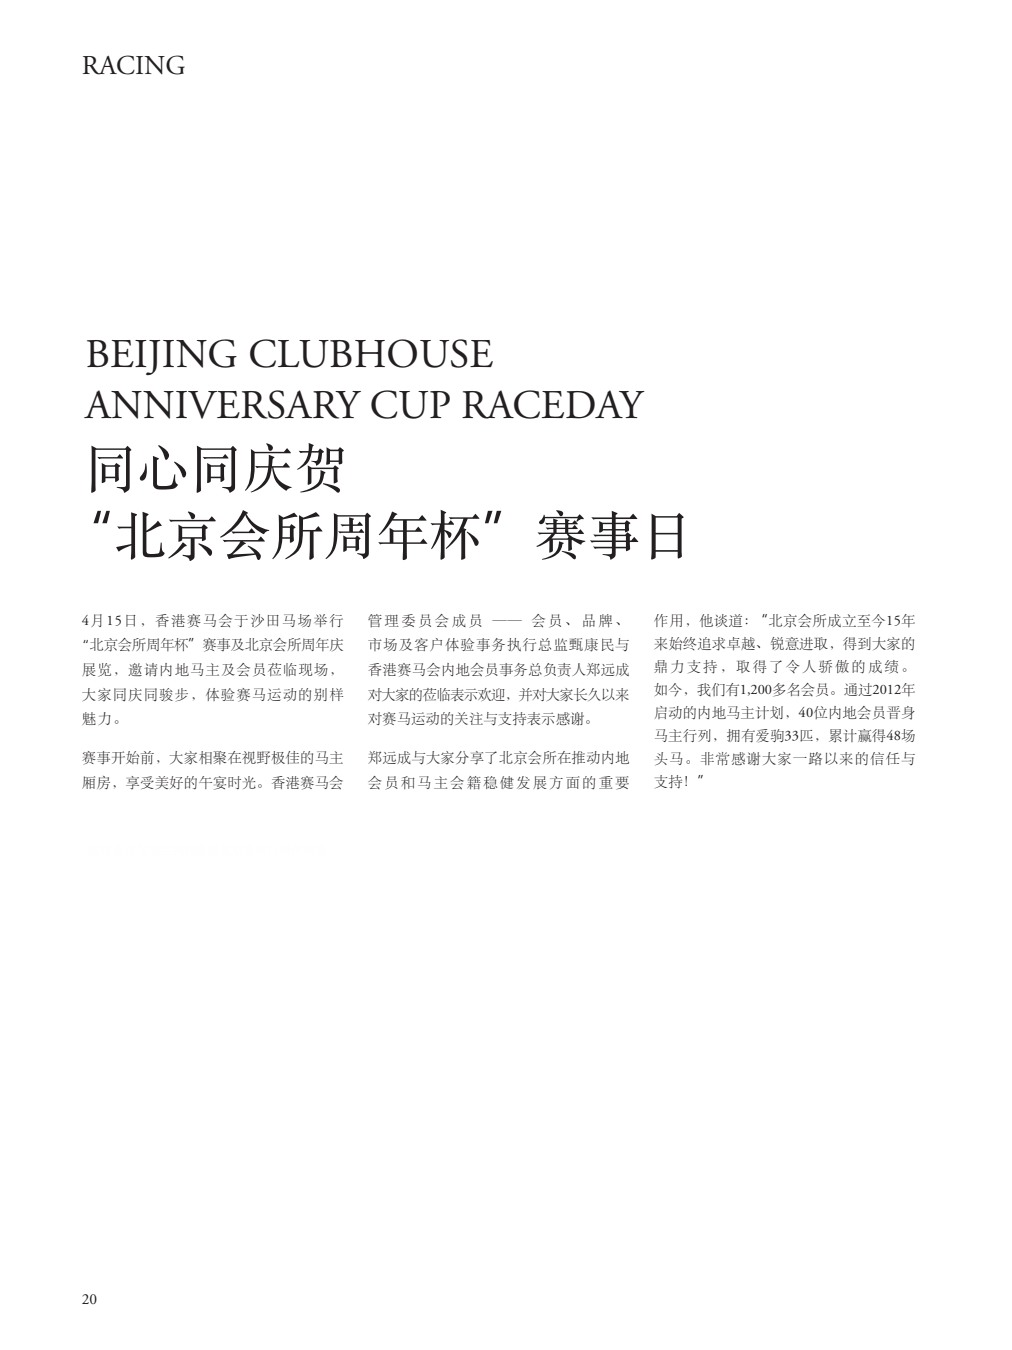 RACING
BEIJING CLUBHOUSE
ANNIVERSARY CUP RACEDAY
同心同庆贺
“北京会所周年杯”赛事日
4月15日，香港赛马会于沙田马场举行
“北京会所周年杯”赛事及北京会所周年庆
展览，邀请内地马主及会员莅临现场，
大家同庆同骏步，体验赛马运动的别样
魅力。
赛事开始前，大家相聚在视野极佳的马主
厢房，享受美好的午宴时光。香港赛马会
管理委员会成员 —— 会员、品牌、
市场及客户体验事务执行总监甄康民与
香港赛马会内地会员事务总负责人郑远成
对大家的莅临表示欢迎，并对大家长久以来
对赛马运动的关注与支持表示感谢。
郑远成与大家分享了北京会所在推动内地
会员和马主会籍稳健发展方面的重要
作用，他谈道：“北京会所成立至今15年
来始终追求卓越、锐意进取，得到大家的
鼎力支持，取得了令人骄傲的成绩。
如今，我们有1,200多名会员。通过2012年
启动的内地马主计划，40位内地会员晋身
马主行列，拥有爱驹33匹，累计赢得48场
头马。非常感谢大家一路以来的信任与
支持！”
20